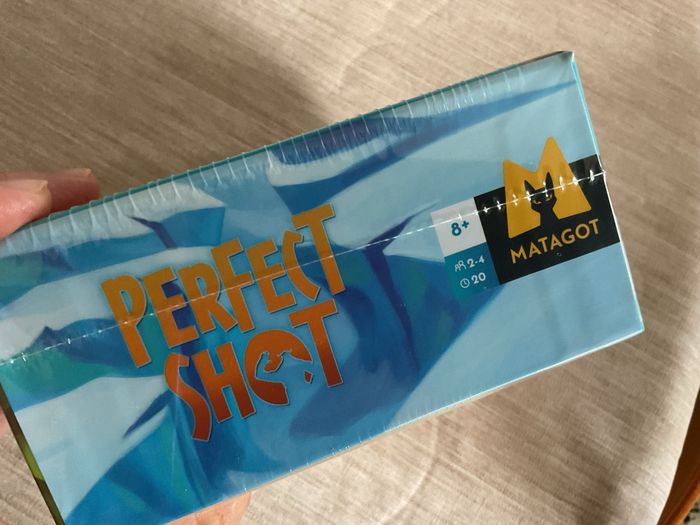 PERFECT
SHOT
8+
2-4
20
MATAGOT